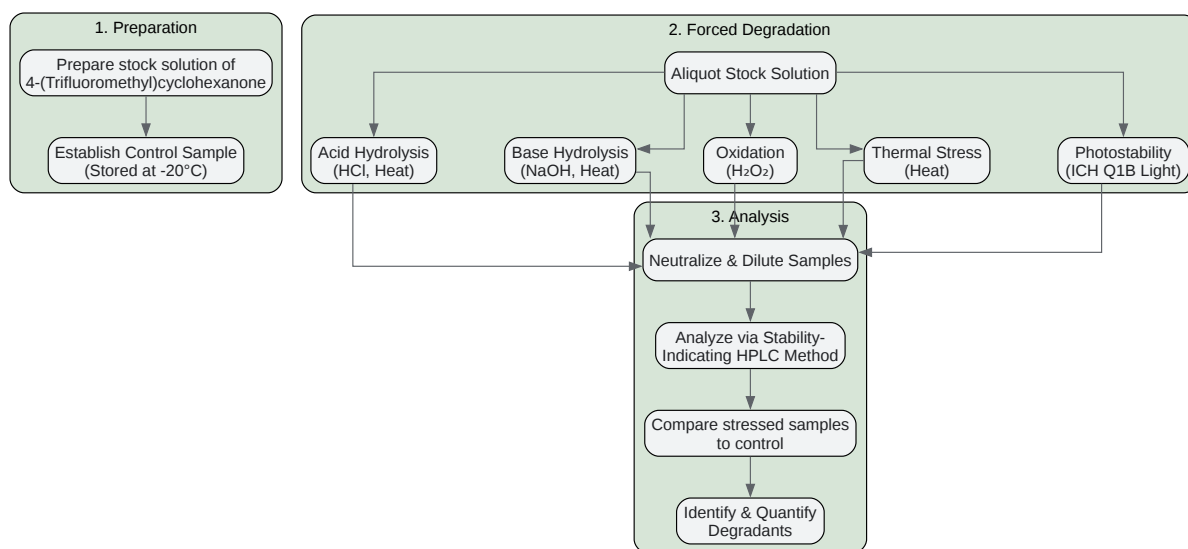 1. Preparation
Prepare stock solution of
4-(Trifluoromethyl)cyclohexanone
Establish Control Sample
(Stored at -20°C)
2. Forced Degradation
Aliquot Stock Solution
Acid Hydrolysis
(HCl, Heat)
Base Hydrolysis
(NaOH, Heat)
Oxidation
(H₂O₂)
Thermal Stress
(Heat)
Photostability
(ICH Q1B Light)
3. Analysis
Neutralize & Dilute Samples
Analyze via Stability-
Indicating HPLC Method
Compare stressed samples
to control
Identify & Quantify
Degradants